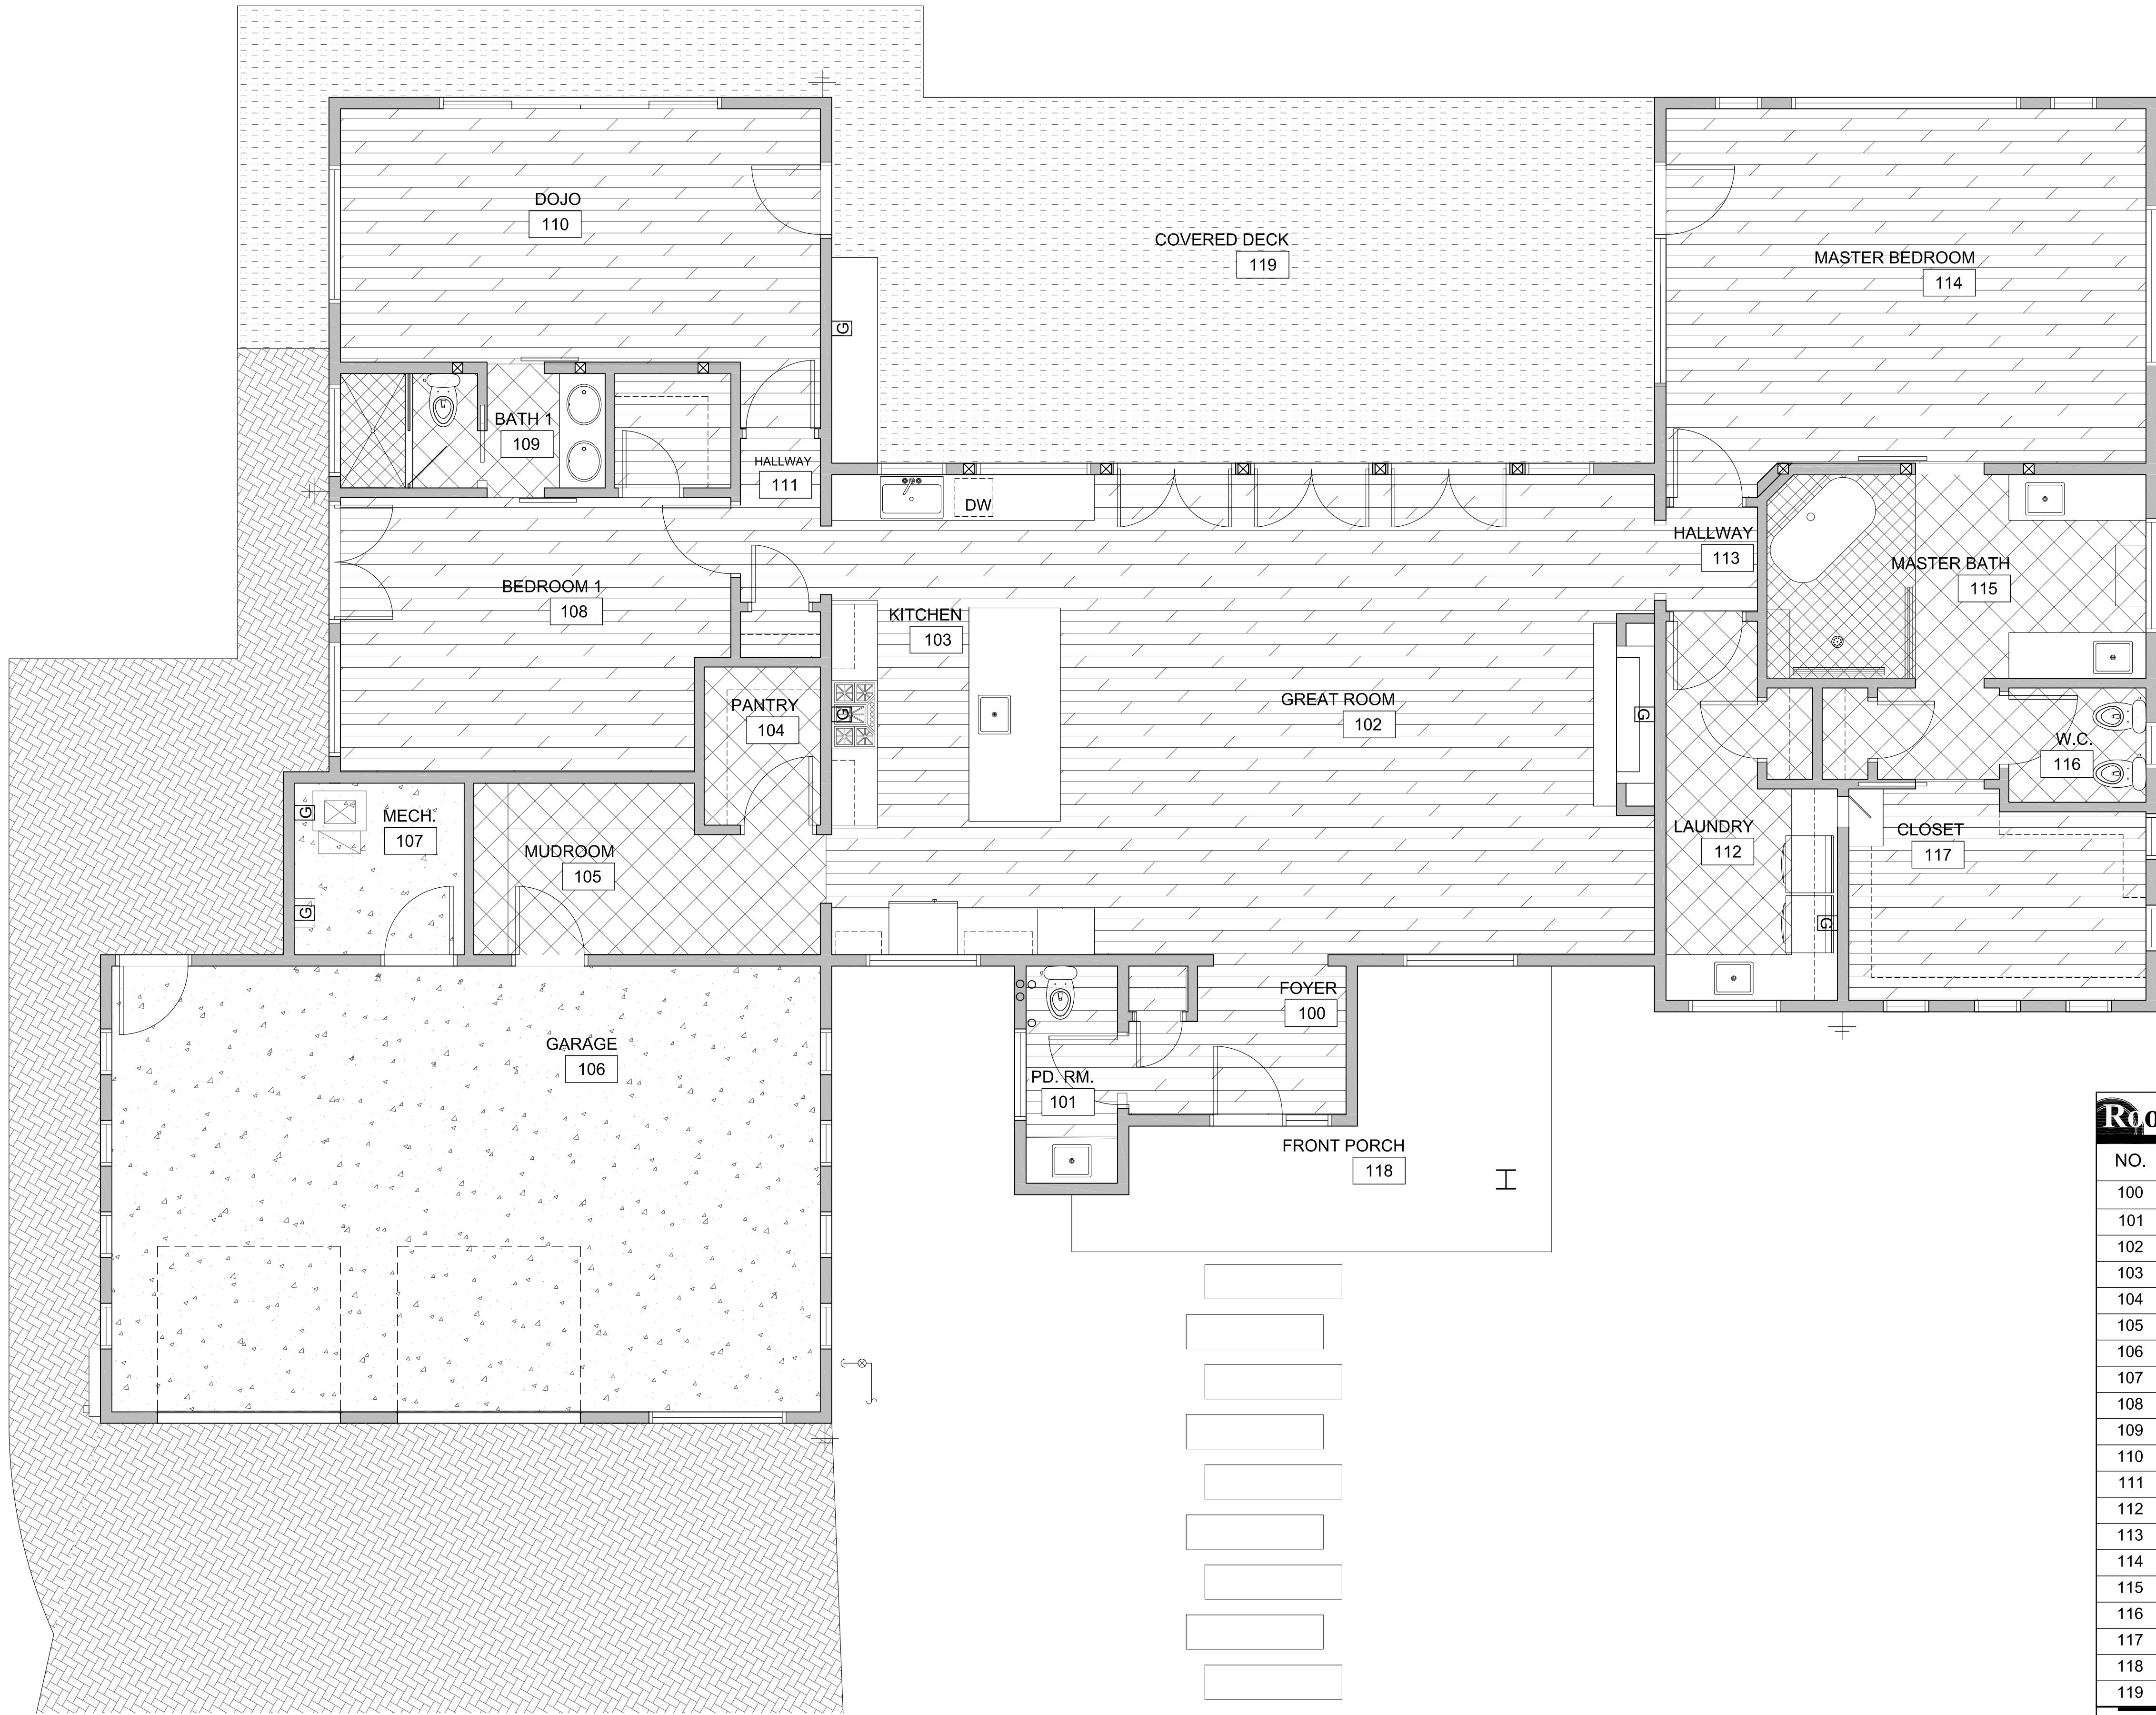 DOJO
110
COVERED DECK
119
MASTER BEDROOM
114
G
BATH 1
109
HALLWAY
111
DW
HALLWAY
113
MASTER BATH
115
BEDROOM 1
108
KITCHEN
103
GREAT ROOM
102
G
G
PANTRY
104
W.C.
116
G
MECH.
107
MUDROOM
105
LAUNDRY
112
CLOSET
117
G
G
FOYER
100
GARAGE
106
PD. RM.
101
FRONT PORCH
118
Roo
NO.
100
101
102
103
104
105
106
107
108
109
110
111
112
113
114
115
116
117
118
119